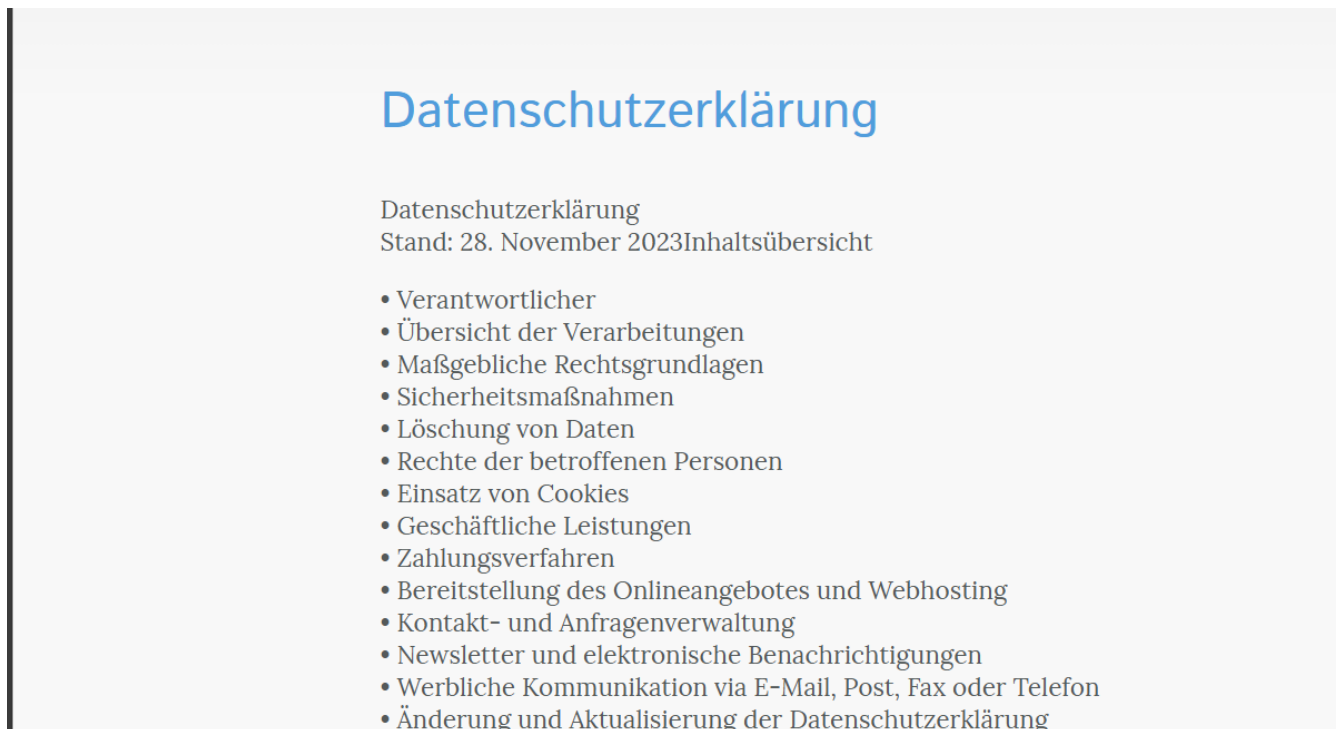 Datenschutzerklärung
Datenschutzerklärung
Stand: 28. November 2023Inhaltsübersicht
• Verantwortlicher
• Übersicht der Verarbeitungen
• Maßgebliche Rechtsgrundlagen
• Sicherheitsmaßnahmen
• Löschung von Daten
• Rechte der betroffenen Personen
• Einsatz von Cookies
• Geschäftliche Leistungen
• Zahlungsverfahren
• Bereitstellung des Onlineangebotes und Webhosting
• Kontakt- und Anfragenverwaltung
• Newsletter und elektronische Benachrichtigungen
• Werbliche Kommunikation via E-Mail, Post, Fax oder Telefon
• Änderung und Aktualisierung der Datenschutzerklärung